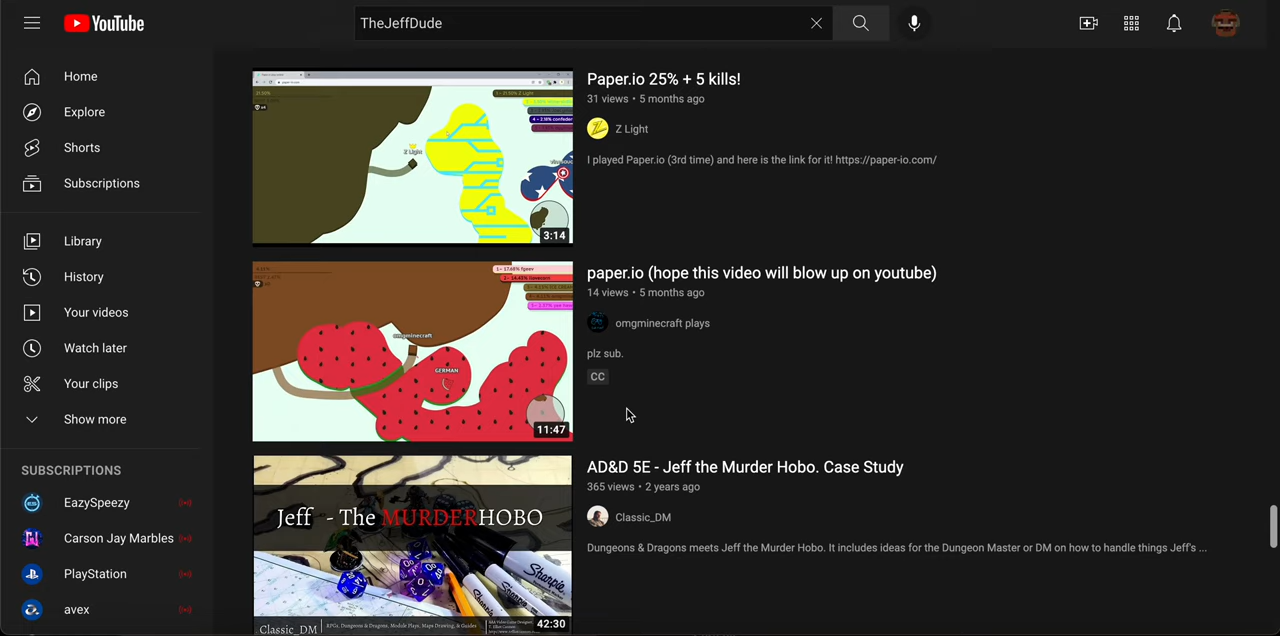 YouTube
TheJeffDude
Home
Explore
Shorts
Subscriptions
Library
History
Your videos
Watch later
Your clips
Show more
SUBSCRIPTIONS
EazySpeezy
Carson Jay Marbles
PlayStation
avex
Z Light
3:14
Paper.io 25% + 5 kills!
31 views • 5 months ago
Z Light
I played Paper.io (3rd time) and here is the link for it! https://paper-io.com/
omgminecraft
GERMAN
11:47
paper.io (hope this video will blow up on youtube)
14 views • 5 months ago
omgminecraft plays
plz sub.
CC
Jeff - The MURDERHOBO
Sharpie
Classic_DM
42:30
AD&D 5E - Jeff the Murder Hobo. Case Study
365 views • 2 years ago
Classic_DM
Dungeons & Dragons meets Jeff the Murder Hobo. It includes ideas for the Dungeon Master or DM on how to handle things Jeff's ...